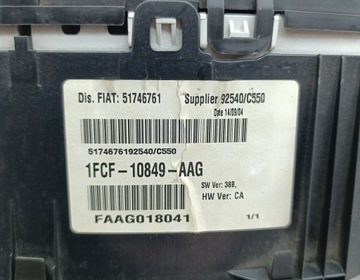 Dis. FIAT: 51746761 Supplier 92540/C550
Date 14/09/04
5174676192540/C550
1FCF-10849-AAG
SW Ver: 388,
HW Ver: CA
FAAG018041 1/1